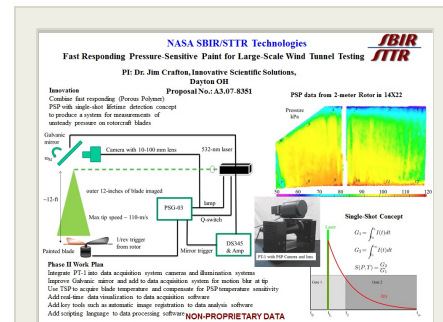 NASA SBIR/STTR Technologies
SBIR
STTR
Fast Responding Pressure-Sensitive Paint for Large-Scale Wind Tunnel Testing
PI: Dr. Jim Crafton, Innovative Scientific Solutions,
Dayton OH
Proposal No.: A3.07-8351
Innovation
Combine fast responding (Porous Polymer)
PSP with single-shot lifetime detection concept
to produce a system for measurements of
unsteady pressure on rotorcraft blades
PSP data from 2-meter Rotor in 14X22
Pressure
kPa
50 60 70 80 90 100 110 120
Galvanic
mirror
Camera with 10-100 mm lens
532-nm laser
~12-ft
outer 12-inches of blade imaged
Max tip speed ~ 110-m/s
lamp
Q-switch
PSG-03
1/rev trigger
from rotor
Painted blade
Mirror trigger
DS345
& Amp
PT-1 with PSP Camera and lens
Single-Shot Concept
Laser
Gate 1
Gate 2
Phase II Work Plan
Integrate PT-1 into data acquisition system cameras and illumination systems
Improve Galvanic mirror and add to data acquisition system for motion blur at tip
Use TSP to acquire blade temperature and compensate for PSP temperature sensitivity
Add real-time data visualization to data acquisition software
Add key tools such as automatic image registration to data analysis software
Add scripting language to data processing software
NON-PROPRIETARY DATA